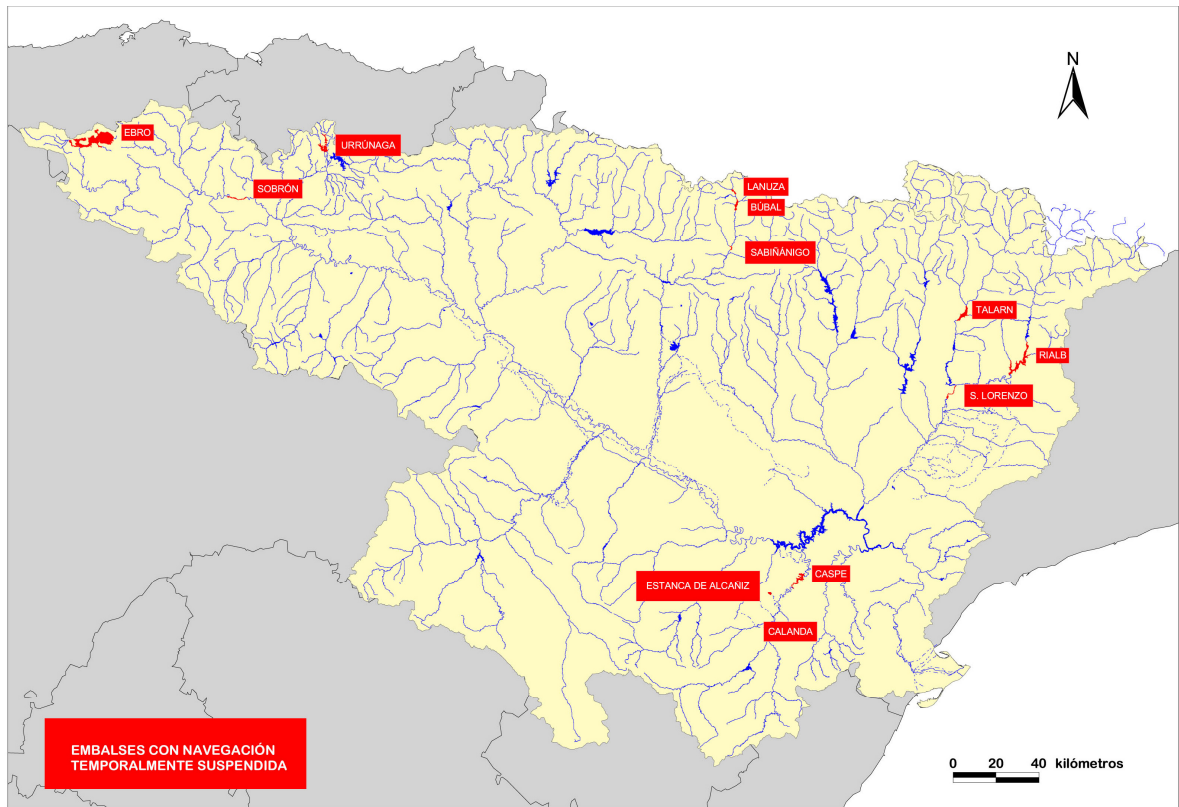 N
EBRO
URRÚNAGA
SOBRÓN
LANUZA
BÚBAL
SABIÑÁNIGO
TALARN
RIALB
S. LORENZO
CASPE
ESTANCA DE ALCAÑIZ
CALANDA
EMBALSES CON NAVEGACIÓN
TEMPORALMENTE SUSPENDIDA
0 20 40 kilómetros